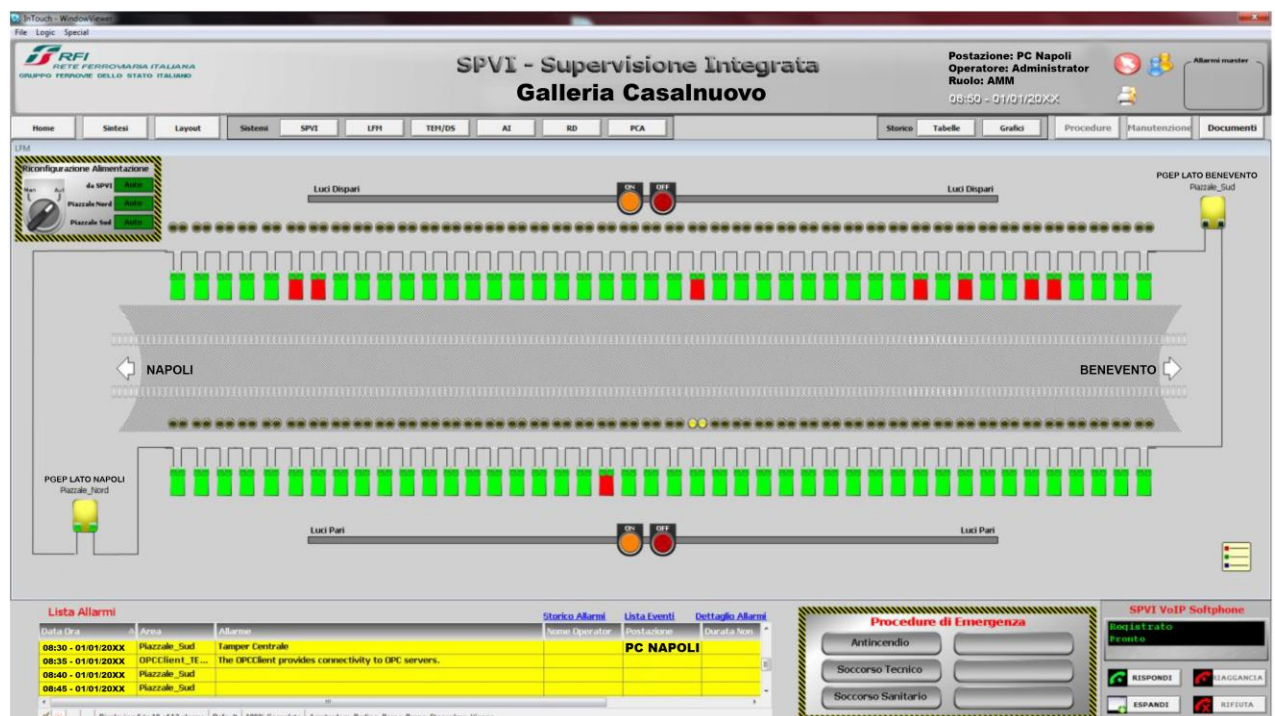 InTouch - WindowViewer
File Logic Special
RFI
RETE FERROVIARIA ITALIANA
GRUPPO FERROVIE DELLO STATO ITALIANO
SPVI - Supervisione Integrata
Galleria Casalnuovo
Postazione: PC Napoli
Operatore: Administrator
Ruolo: AMM
08:50 - 01/01/20XX
Allarmi master
Home Sintesi Layout Sistemi SPVI LFM TEM/DS AI RD PCA Storico Tabelle Grafici Procedure Manutenzione Documenti
LFM
Riconfigurazione Alimentazione
Man Aut
da SPVI Auto
Piazzale Nord Auto
Piazzale Sud Auto
Luci Dispari ON OFF Luci Dispari
PGEP LATO BENEVENTO
Piazzale_Sud
NAPOLI BENEVENTO
PGEP LATO NAPOLI
Piazzale_Nord
Luci Pari ON OFF Luci Pari
Lista Allarmi
Storico Allarmi Lista Eventi Dettaglio Allarmi
Data Ora Area Allarme Nome Operator Postazione Durata Non
08:30 - 01/01/20XX Piazzale_Sud Tamper Centrale PC NAPOLI
08:35 - 01/01/20XX OPCClient_TE... The OPCClient provides connectivity to OPC servers.
08:40 - 01/01/20XX Piazzale_Sud
08:45 - 01/01/20XX Piazzale_Sud
Procedure di Emergenza
Antincendio
Soccorso Tecnico
Soccorso Sanitario
SPVI VoIP Softphone
Registrato
Pronto
RISPONDI RIAGGANCIA
ESPANDI RIFIUTA